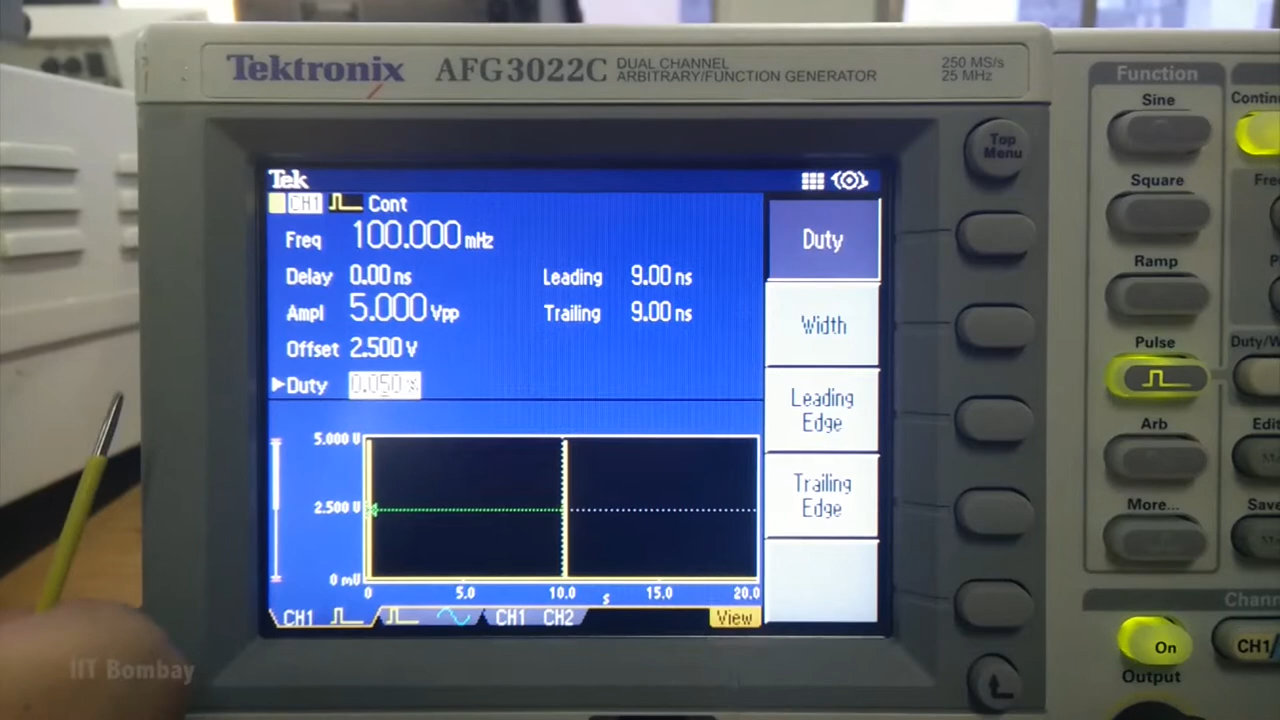 Tektronix AFG3022C DUAL CHANNEL ARBITRARY/FUNCTION GENERATOR 250 MS/s 25 MHz
Tek
CH1 Cont
Freq 100.000 mHz
Delay 0.00 ns Leading 9.00 ns
Ampl 5.000 Vpp Trailing 9.00 ns
Offset 2.500 V
Duty 0.050 %
5.000 V
2.500 V
0 mV
0 5.0 10.0 s 15.0 20.0
CH1 CH1 CH2 View
Duty
Width
Leading
Edge
Trailing
Edge
Top
Menu
Function
Sine
Square
Ramp
Pulse
Arb
More...
Duty/W
On
Output
CH1/
IIT Bombay